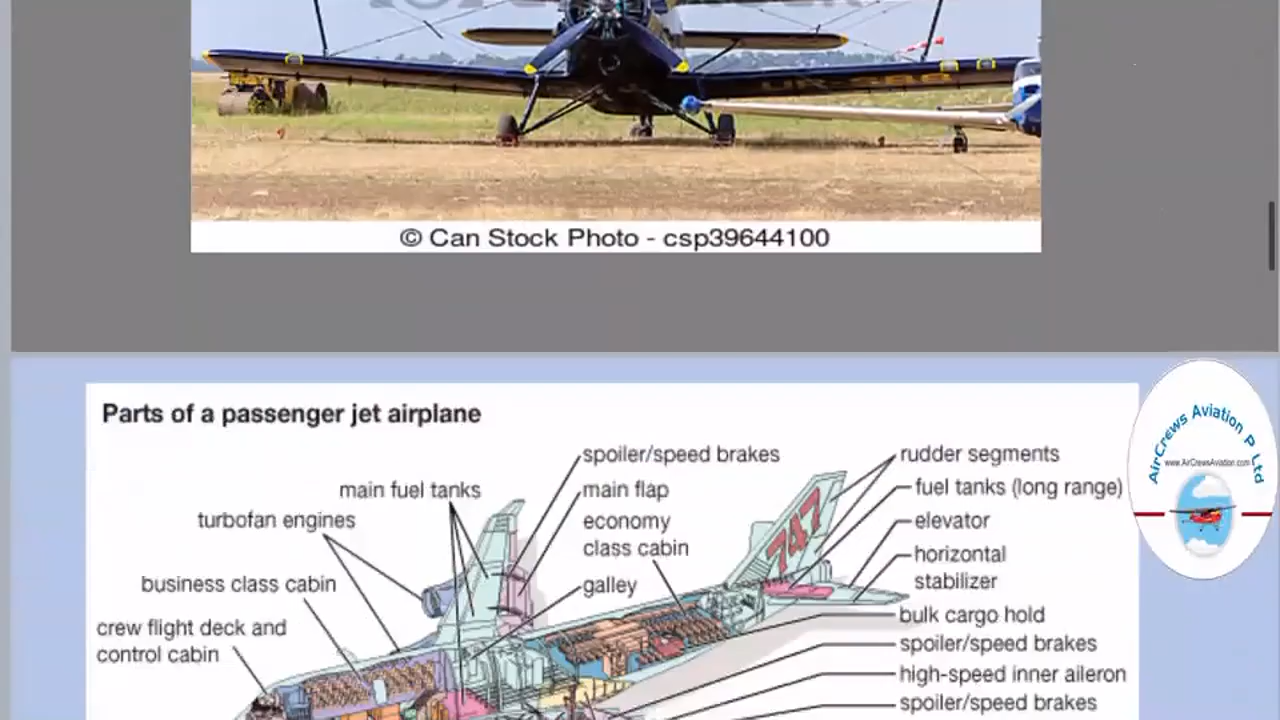 © Can Stock Photo - csp39644100
Parts of a passenger jet airplane
spoiler/speed brakes
rudder segments
main fuel tanks
main flap
fuel tanks (long range)
turbofan engines
economy
class cabin
elevator
horizontal
stabilizer
business class cabin
galley
747
crew flight deck and
control cabin
bulk cargo hold
spoiler/speed brakes
high-speed inner aileron
spoiler/speed brakes
AirCrews Aviation P Ltd
www.AirCrewsAviation.com